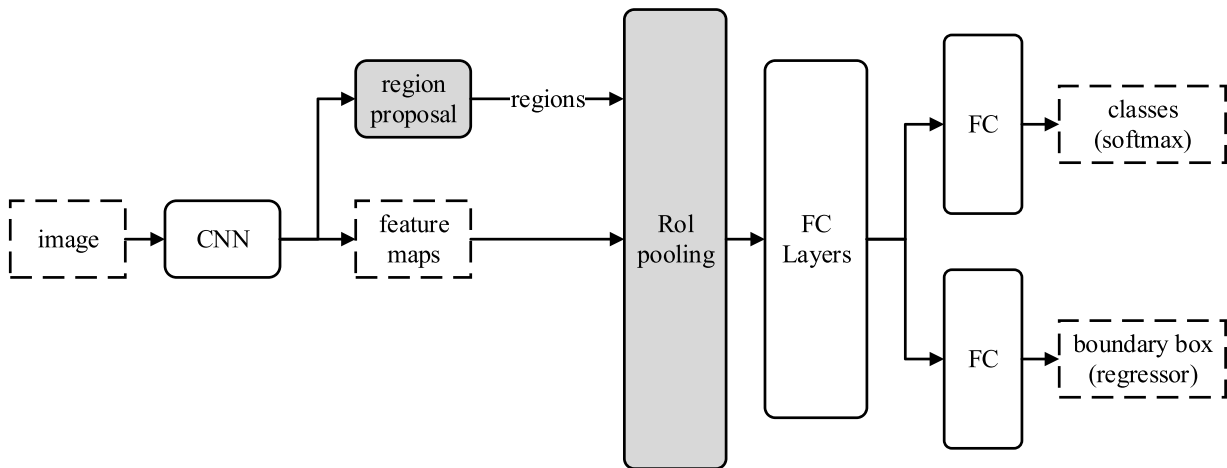 image
CNN
region
proposal
regions
feature
maps
RoI
pooling
FC
Layers
FC
classes
(softmax)
FC
boundary box
(regressor)